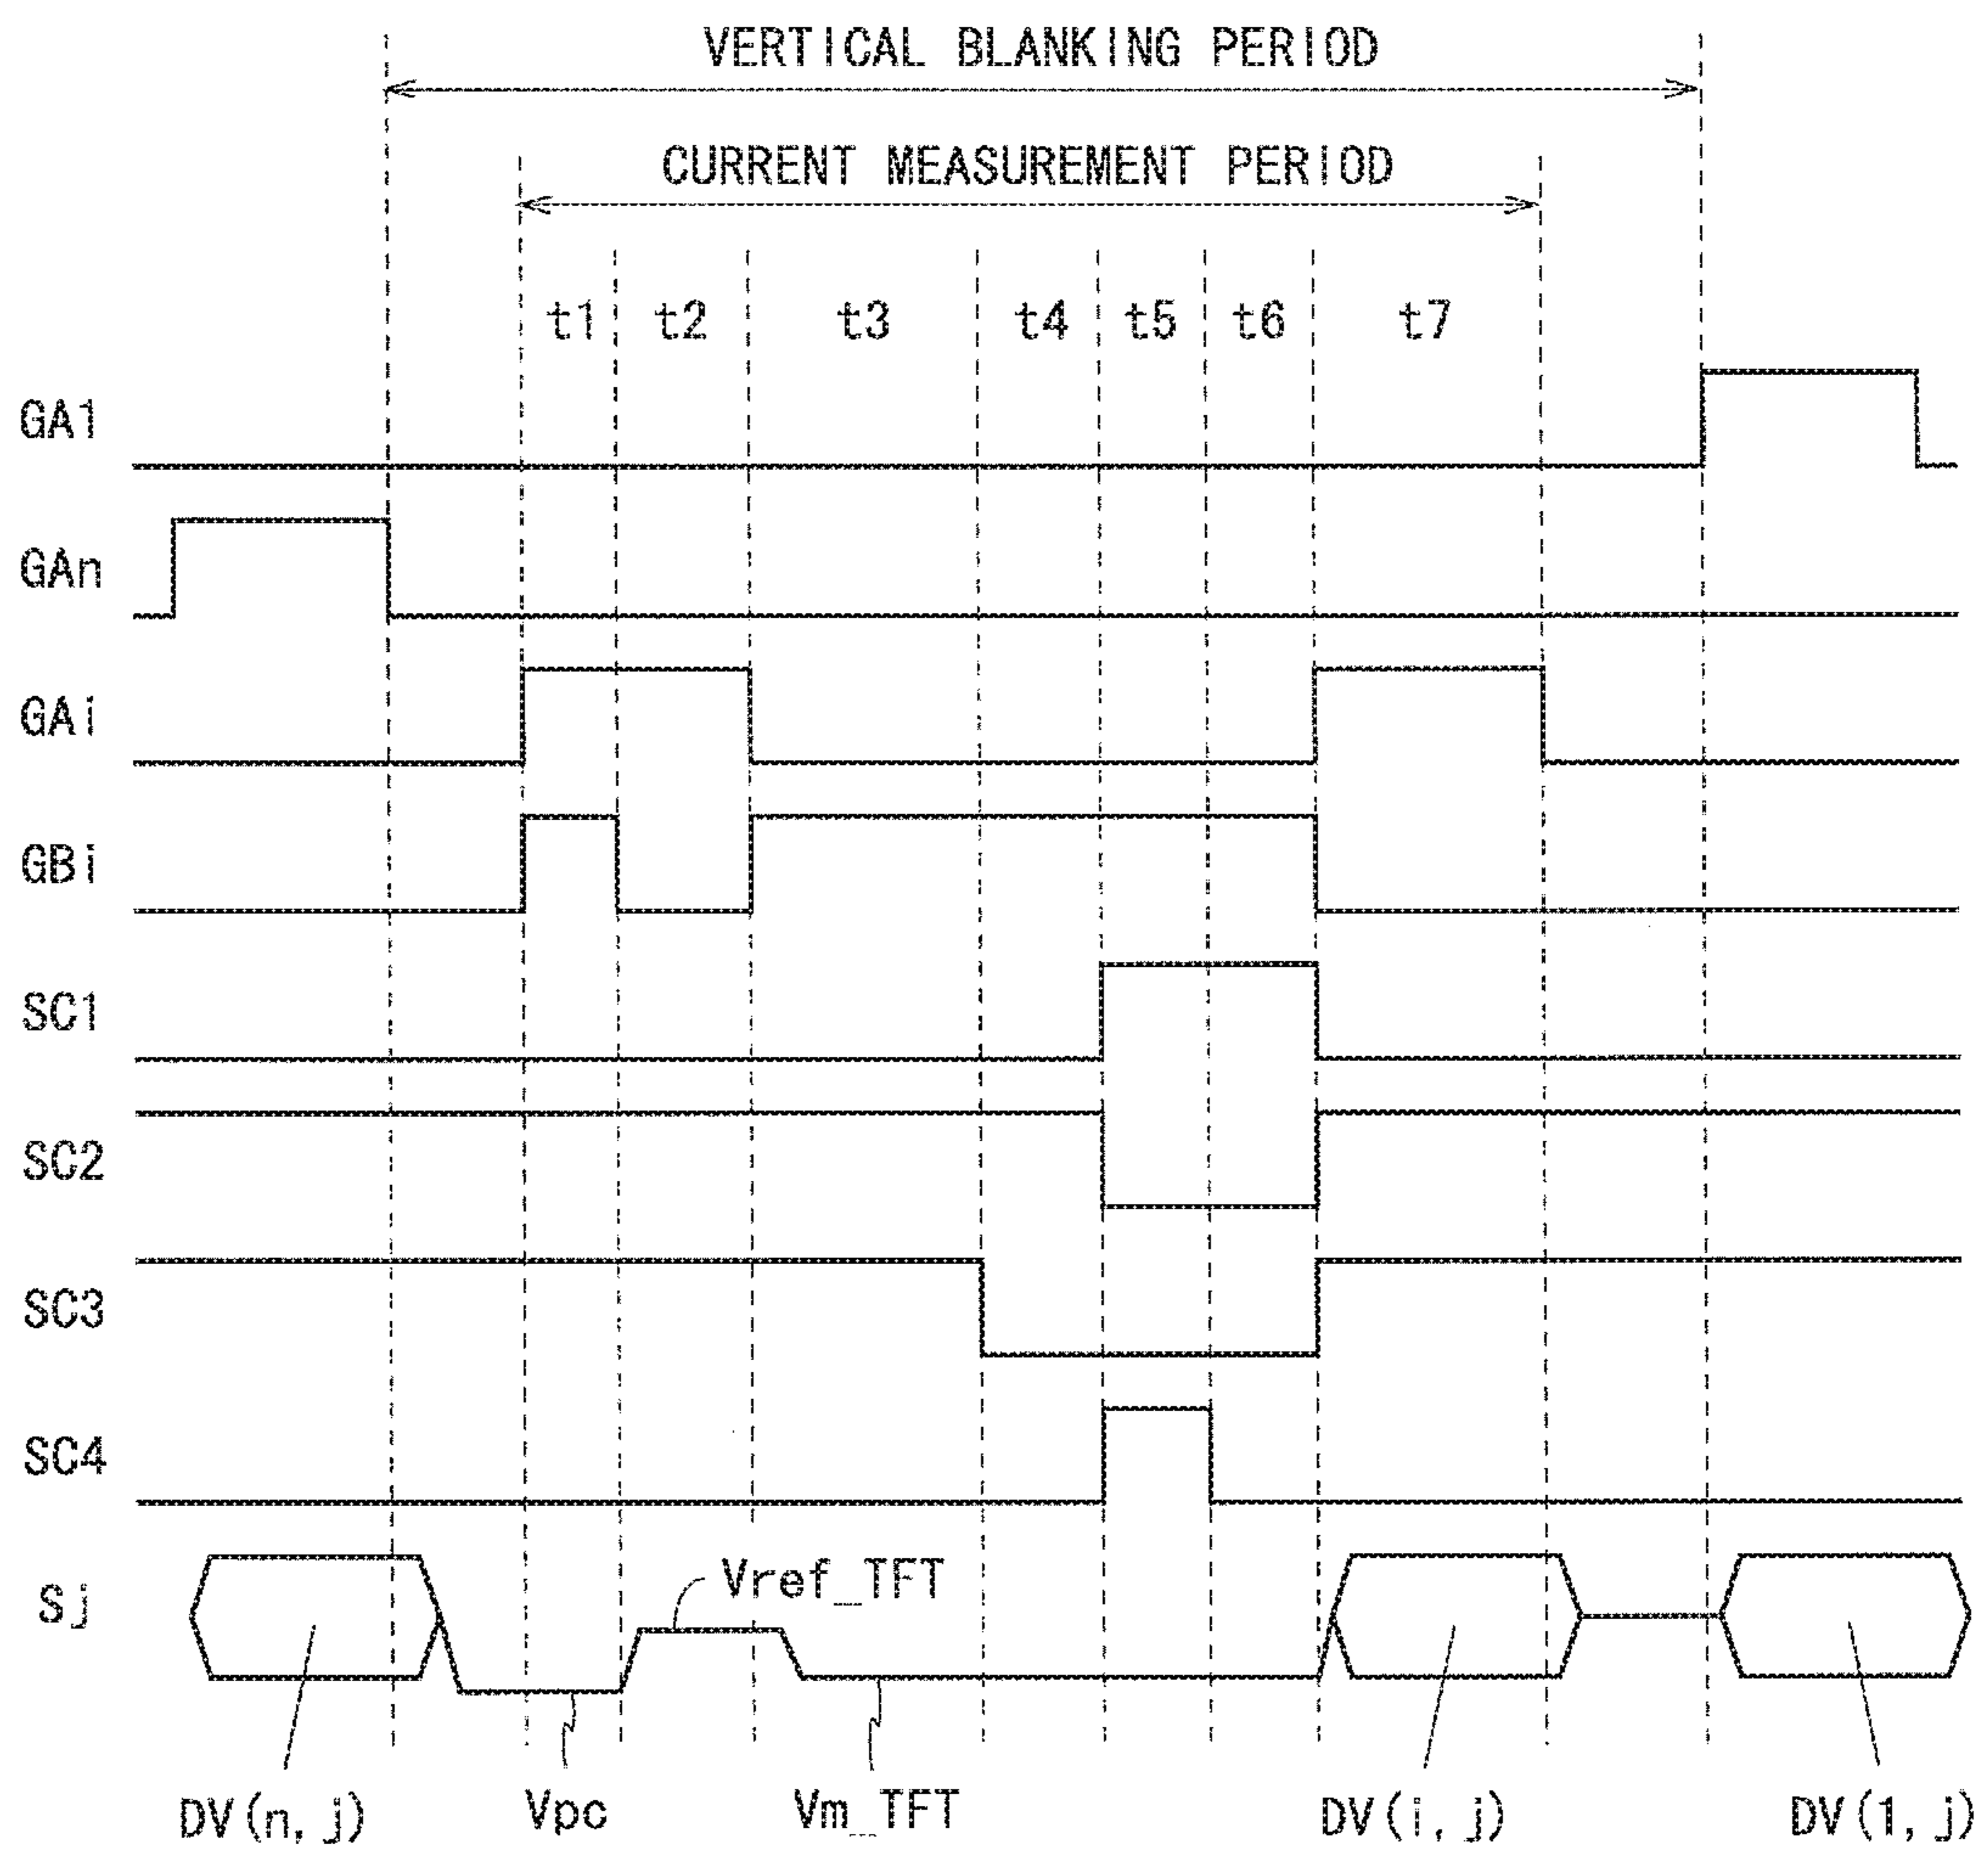 VERTICAL BLANKING PERIOD
CURRENT MEASUREMENT PERIOD
t1 t2 t3 t4 t5 t6 t7
GA1
GAn
GAi
GBi
SC1
SC2
SC3
SC4
Sj
Vref_TFT
DV(n, j) Vpc Vm_TFT DV(i, j) DV(1, j)